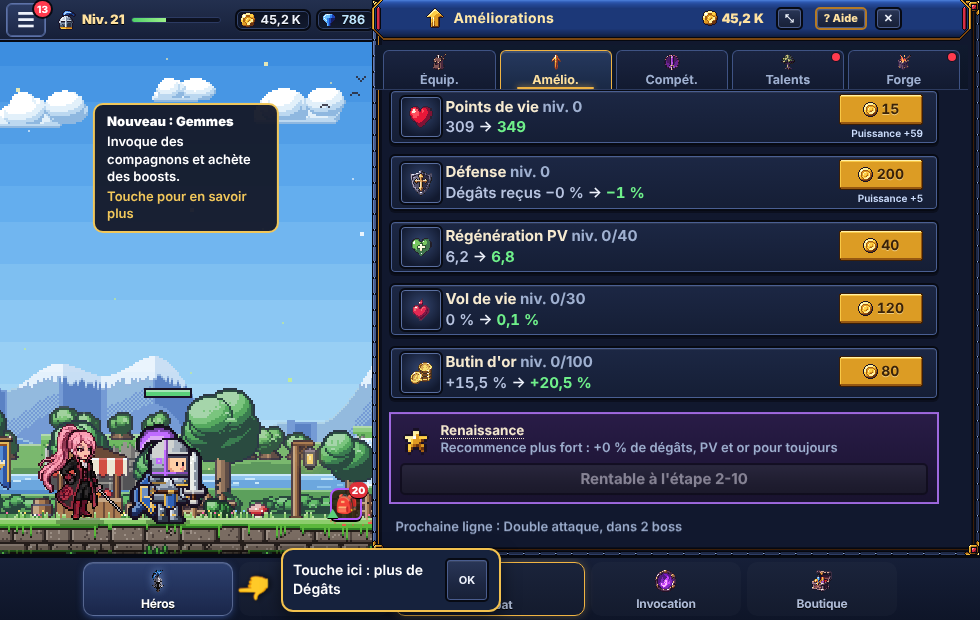 13
Niv. 21
45,2 K
786
Améliorations
45,2 K
? Aide
Équip.
Amélio.
Compét.
Talents
Forge
Nouveau : Gemmes
Invoque des
compagnons et achète
des boosts.
Touche pour en savoir
plus
Points de vie niv. 0
309 → 349
15
Puissance +59
Défense niv. 0
Dégâts reçus −0 % → −1 %
200
Puissance +5
Régénération PV niv. 0/40
6,2 → 6,8
40
Vol de vie niv. 0/30
0 % → 0,1 %
120
Butin d'or niv. 0/100
+15,5 % → +20,5 %
80
Renaissance
Recommence plus fort : +0 % de dégâts, PV et or pour toujours
Rentable à l'étape 2-10
Prochaine ligne : Double attaque, dans 2 boss
20
Touche ici : plus de
Dégâts
OK
Héros
Invocation
Boutique